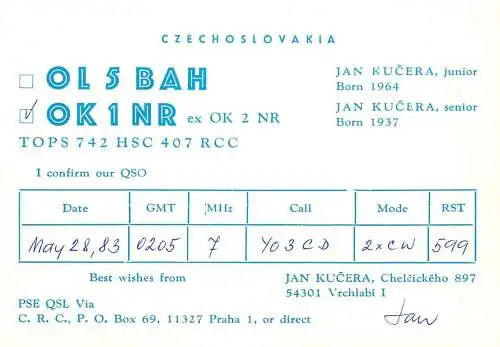 CZECHOSLOVAKIA
OL 5 BAH JAN KUČERA, junior
Born 1964
OK 1 NR ex OK 2 NR JAN KUČERA, senior
Born 1937
TOPS 742 HSC 407 RCC
I confirm our QSO
Date GMT MHz Call Mode RST
May 28, 83 0205 7 YO3CD 2xCW 599
Best wishes from JAN KUČERA, Chelčického 897
54301 Vrchlabí I
PSE QSL Via
C. R. C., P. O. Box 69, 11327 Praha 1, or direct Jan